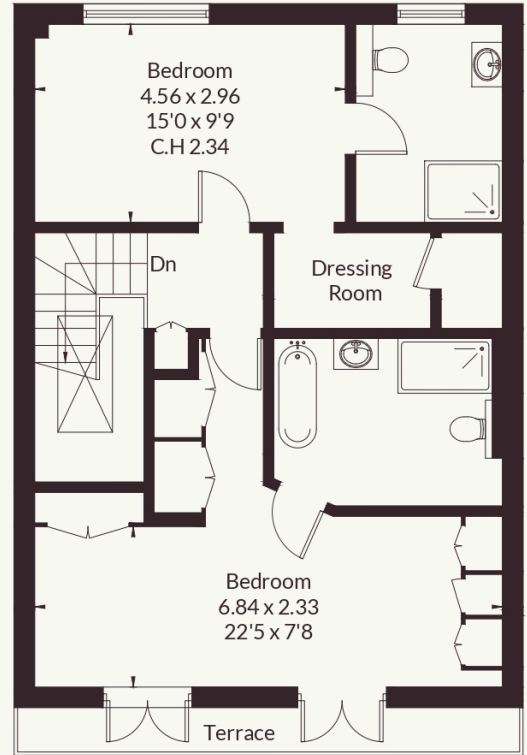 Bedroom
4.56 x 2.96
15'0 x 9'9
C.H 2.34
Dn
Dressing
Room
Bedroom
6.84 x 2.33
22'5 x 7'8
Terrace